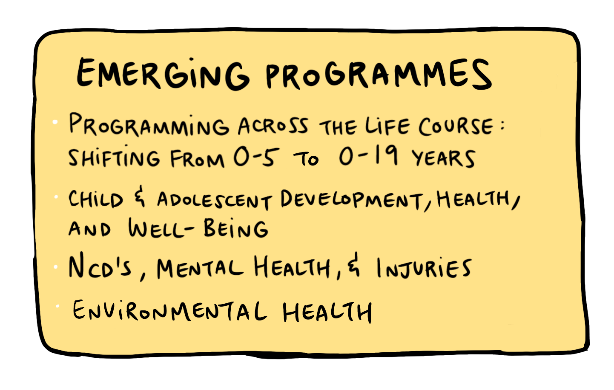 EMERGING PROGRAMMES
• PROGRAMMING ACROSS THE LIFE COURSE:
SHIFTING FROM 0-5 TO 0-19 YEARS
• CHILD & ADOLESCENT DEVELOPMENT, HEALTH,
AND WELL-BEING
• NCD'S, MENTAL HEALTH, & INJURIES
• ENVIRONMENTAL HEALTH